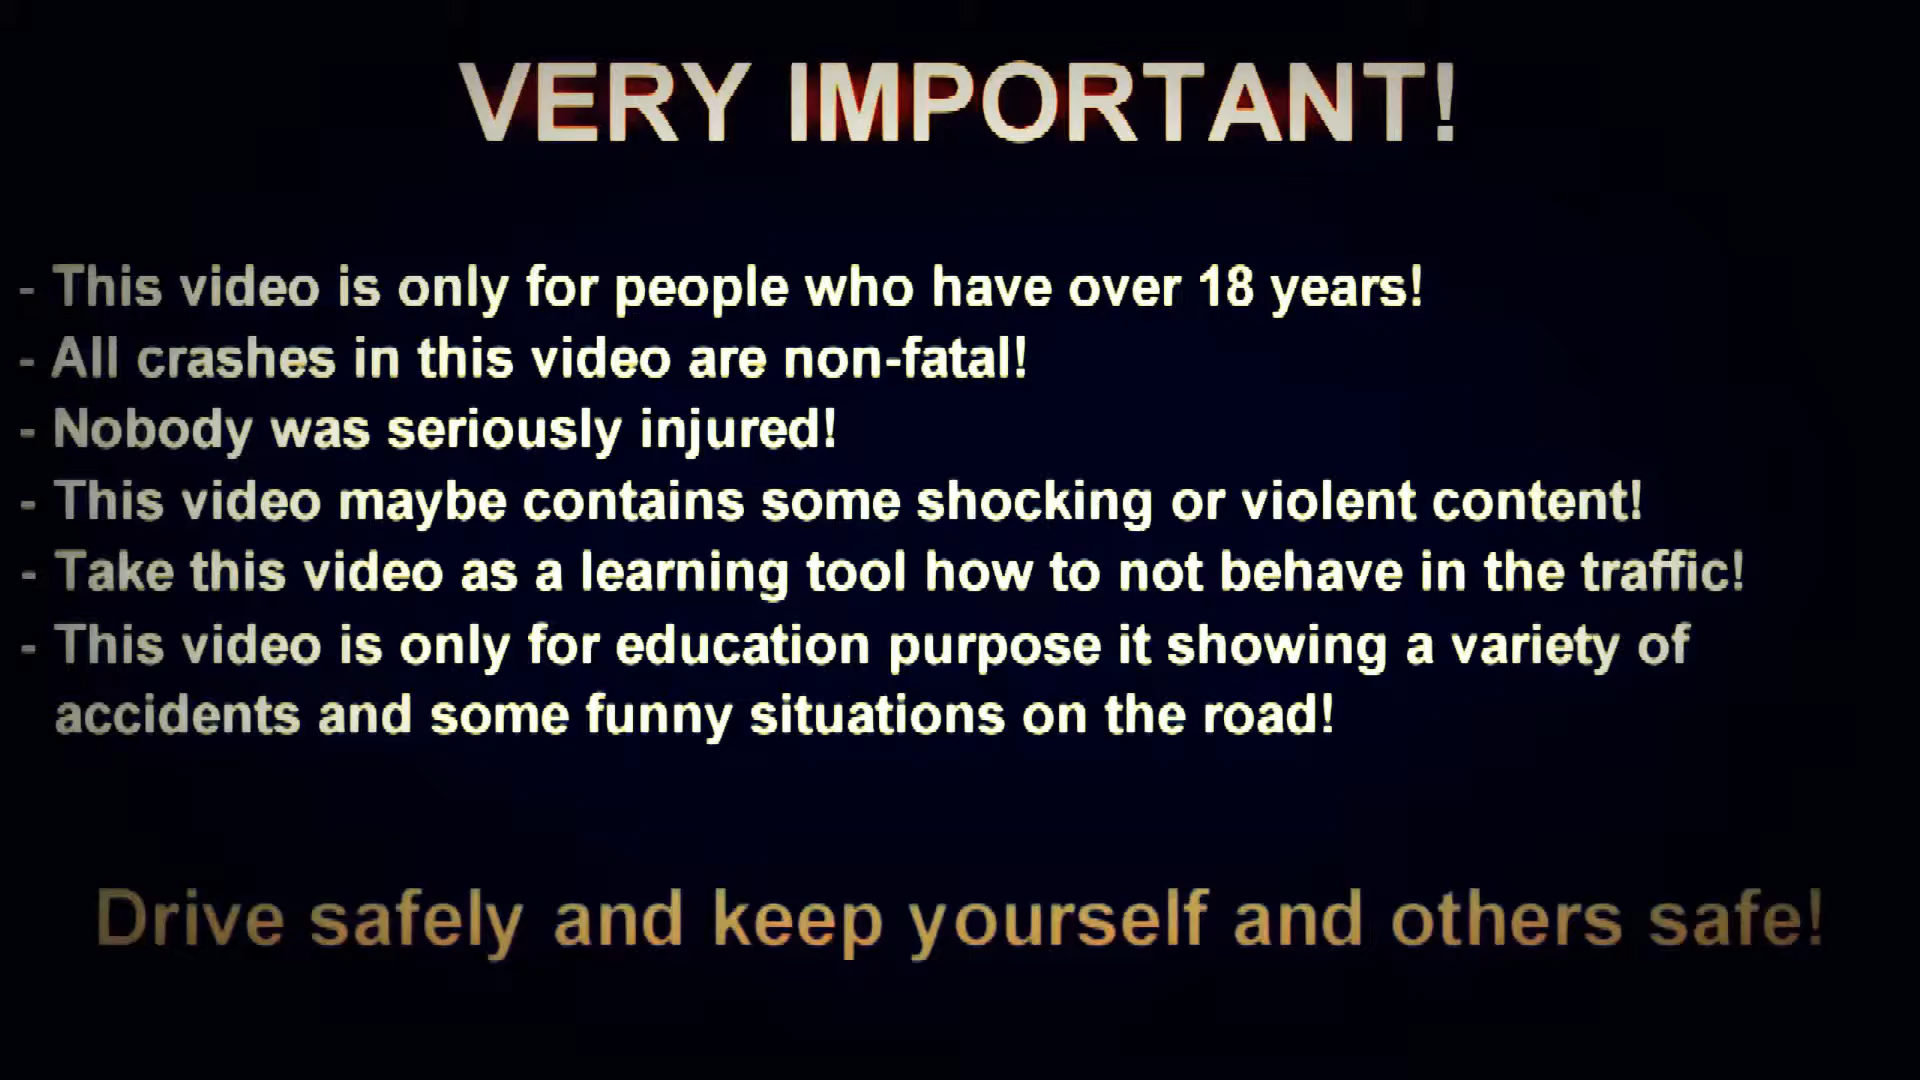 VERY IMPORTANT!
- This video is only for people who have over 18 years!
- All crashes in this video are non-fatal!
- Nobody was seriously injured!
- This video maybe contains some shocking or violent content!
- Take this video as a learning tool how to not behave in the traffic!
- This video is only for education purpose it showing a variety of
accidents and some funny situations on the road!
Drive safely and keep yourself and others safe!